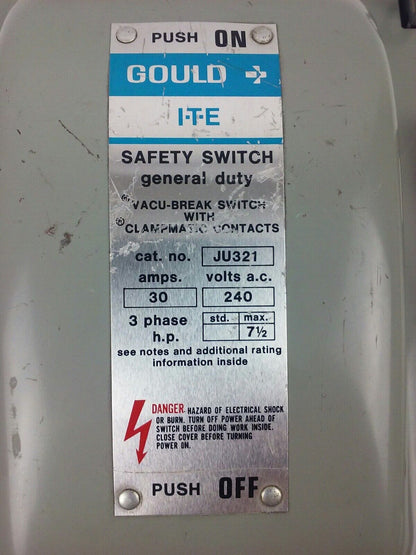 PUSH ON
GOULD
I-T-E
SAFETY SWITCH
general duty
® VACU-BREAK SWITCH
WITH
® CLAMPMATIC CONTACTS
cat. no. JU321
amps. volts a.c.
30 240
3 phase std. max.
h.p. 7½
see notes and additional rating
information inside
DANGER. HAZARD OF ELECTRICAL SHOCK
OR BURN. TURN OFF POWER AHEAD OF
SWITCH BEFORE DOING WORK INSIDE.
CLOSE COVER BEFORE TURNING
POWER ON.
PUSH OFF